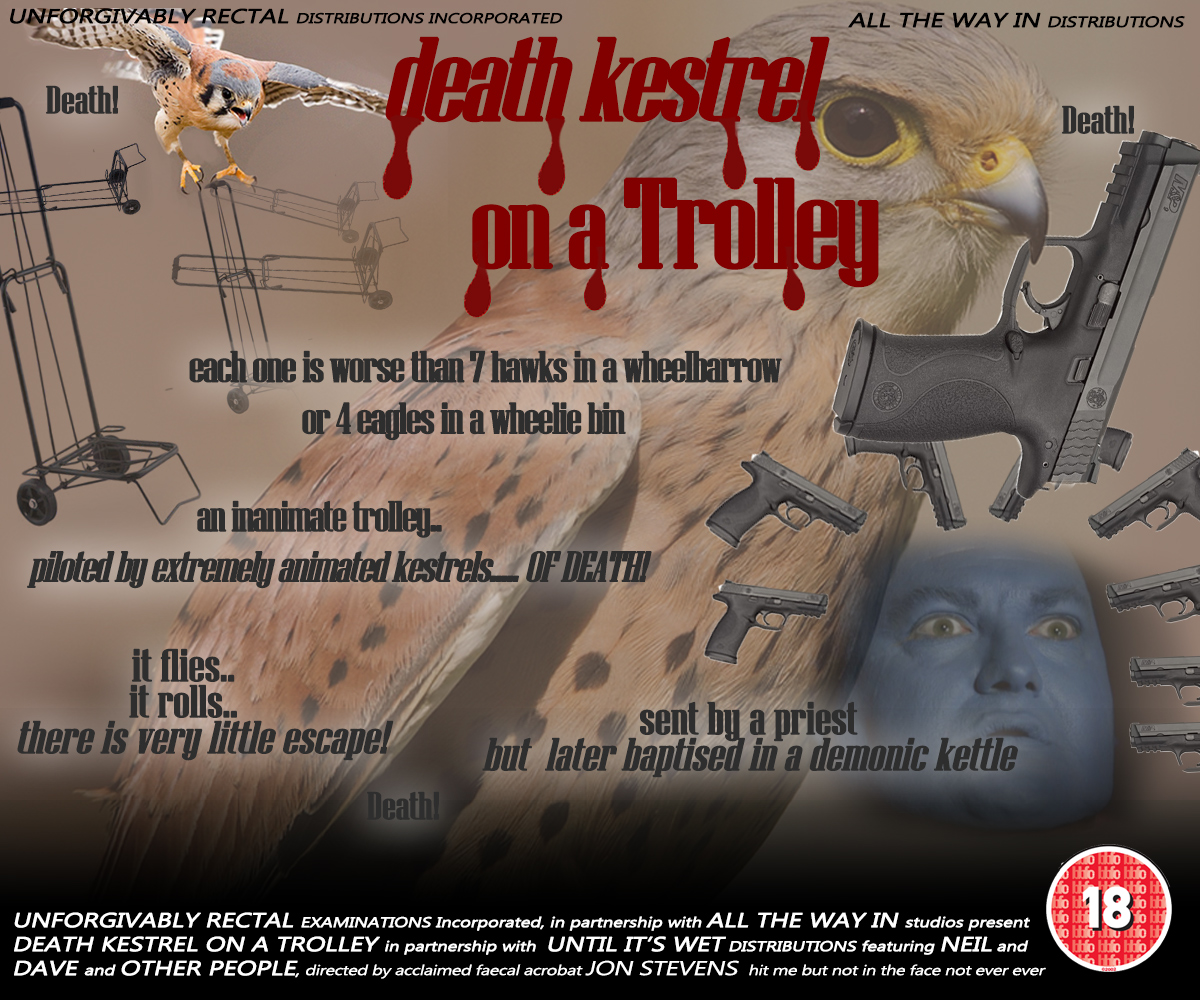 UNFORGIVABLY RECTAL DISTRIBUTIONS INCORPORATED
ALL THE WAY IN DISTRIBUTIONS
death kestrel
on a Trolley
Death!
Death!
M&P
each one is worse than 7 hawks in a wheelbarrow
or 4 eagles in a wheelie bin
an inanimate trolley..
piloted by extremely animated kestrels...... OF DEATH!
it flies..
it rolls..
there is very little escape!
sent by a priest
but later baptised in a demonic kettle
Death!
18
UNFORGIVABLY RECTAL EXAMINATIONS Incorporated, in partnership with ALL THE WAY IN studios present
DEATH KESTREL ON A TROLLEY in partnership with UNTIL IT'S WET DISTRIBUTIONS featuring NEIL and
DAVE and OTHER PEOPLE, directed by acclaimed faecal acrobat JON STEVENS hit me but not in the face not ever ever